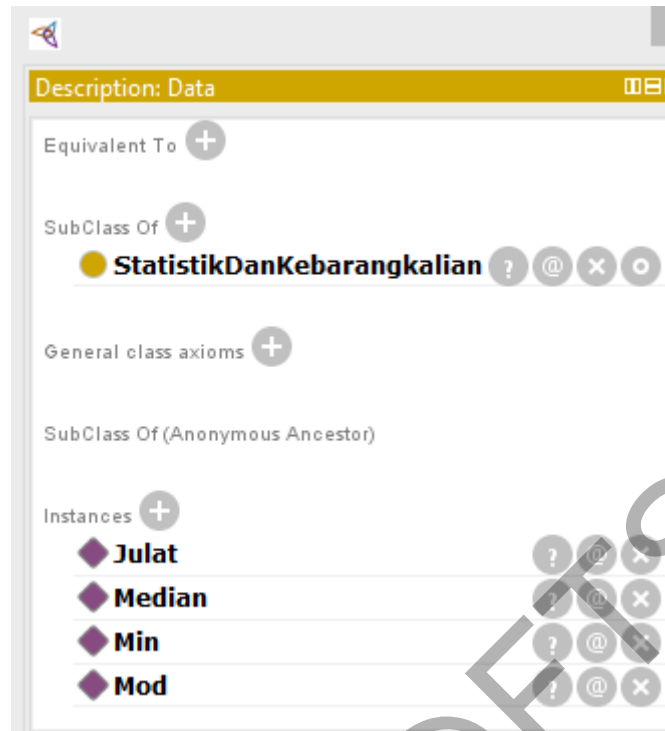 Description: Data
Equivalent To
SubClass Of
StatistikDanKebarangkalian ? @
General class axioms
SubClass Of (Anonymous Ancestor)
Instances
Julat ? @
Median ? @
Min ? @
Mod ? @